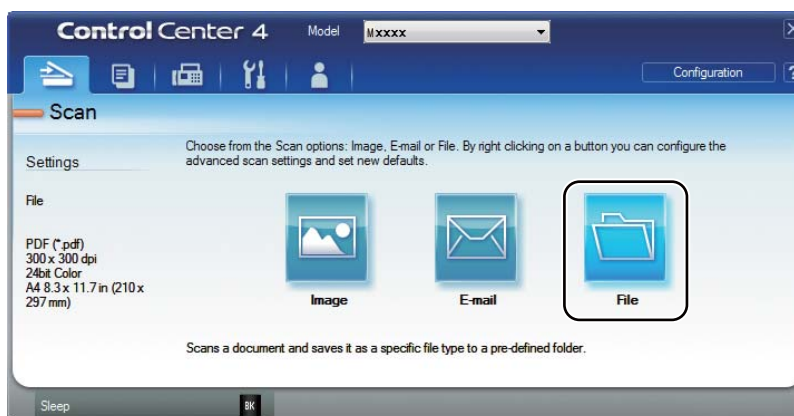 Control Center 4 Model Mxxxx
Configuration ?
Scan
Choose from the Scan options: Image, E-mail or File. By right clicking on a button you can configure the
advanced scan settings and set new defaults.
Settings
File
PDF (*.pdf)
300 x 300 dpi
24bit Color
A4 8.3 x 11.7 in (210 x
297 mm)
Image E-mail File
Scans a document and saves it as a specific file type to a pre-defined folder.
Sleep BK